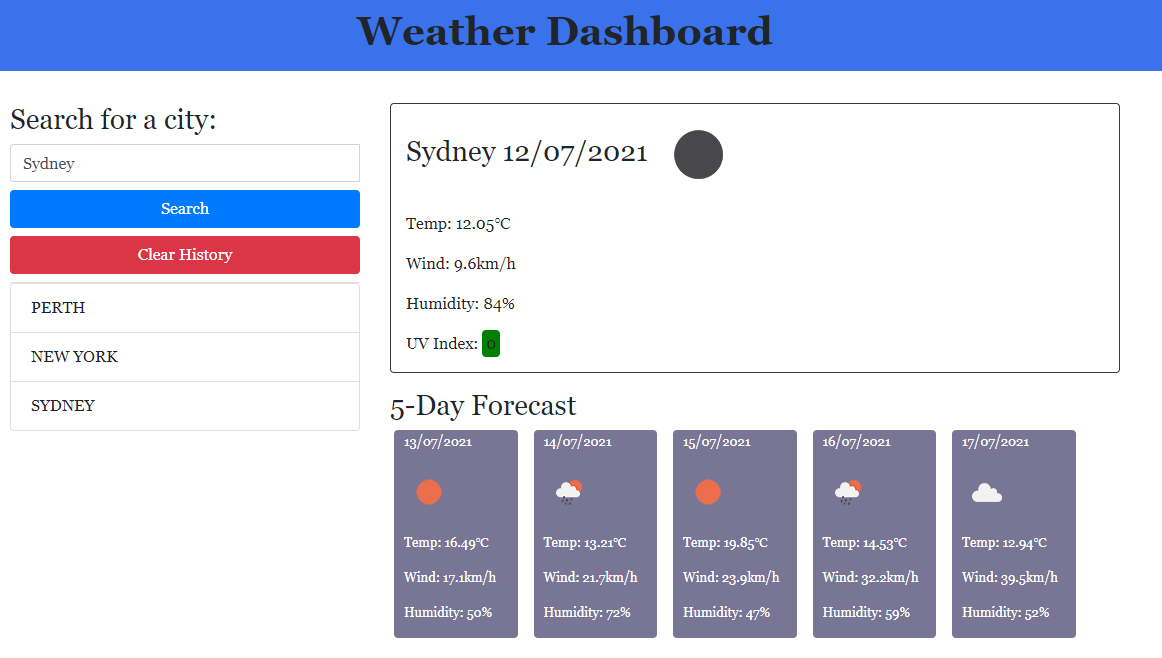 Weather Dashboard
Search for a city:
Sydney
Search
Clear History
PERTH
NEW YORK
SYDNEY
Sydney 12/07/2021
Temp: 12.05°C
Wind: 9.6km/h
Humidity: 84%
UV Index: 0
5-Day Forecast
13/07/2021
Temp: 16.49°C
Wind: 17.1km/h
Humidity: 50%
14/07/2021
Temp: 13.21°C
Wind: 21.7km/h
Humidity: 72%
15/07/2021
Temp: 19.85°C
Wind: 23.9km/h
Humidity: 47%
16/07/2021
Temp: 14.53°C
Wind: 32.2km/h
Humidity: 59%
17/07/2021
Temp: 12.94°C
Wind: 39.5km/h
Humidity: 52%